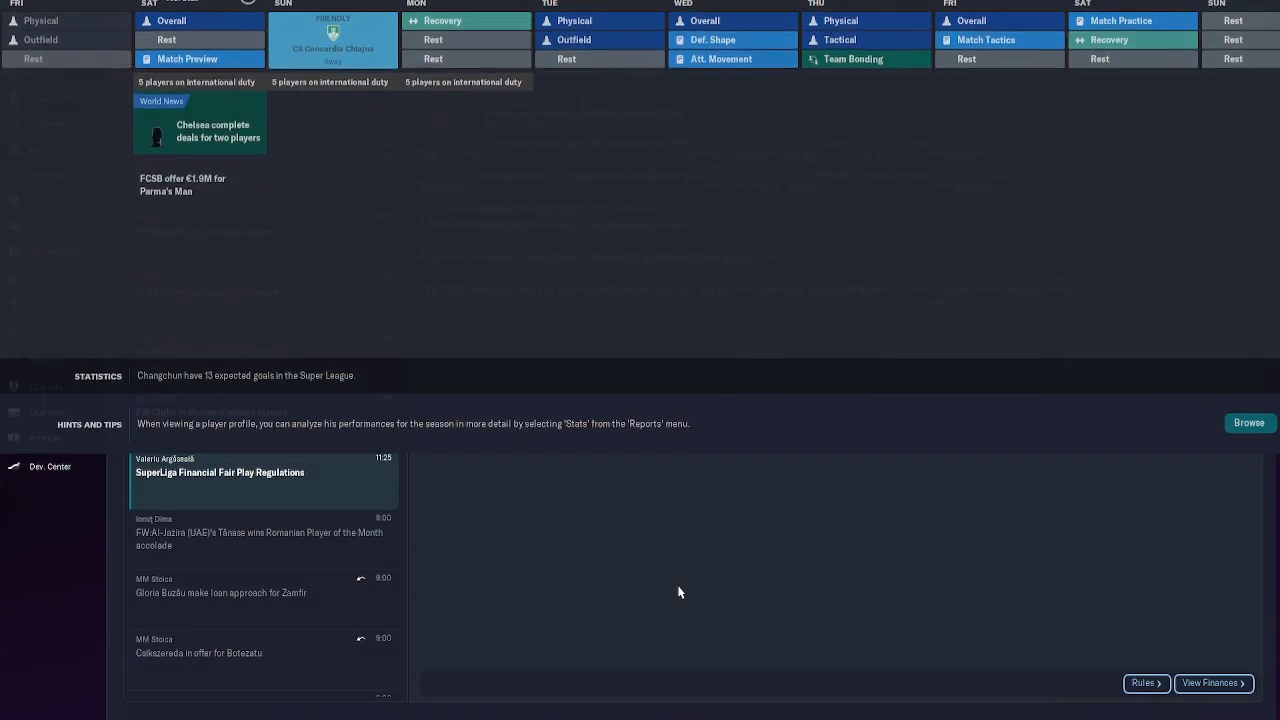 FRI SAT SUN MON TUE WED THU FRI SAT SUN
Physical Overall FRIENDLY Recovery Physical Overall Physical Overall Match Practice Rest
Outfield Rest CS Concordia Chiajna Rest Outfield Def. Shape Tactical Match Tactics Recovery Rest
Rest Match Preview Away Rest Rest Att. Movement Team Bonding Rest Rest Rest
5 players on international duty 5 players on international duty 5 players on international duty
World News
Chelsea complete
deals for two players
FCSB offer €1.9M for
Parma's Man
STATISTICS Changchun have 13 expected goals in the Super League.
HINTS AND TIPS When viewing a player profile, you can analyze his performances for the season in more detail by selecting 'Stats' from the 'Reports' menu. Browse
Dev. Center
Valeriu Argăseală 11:25
SuperLiga Financial Fair Play Regulations
Ionuț Dima 9:00
FW:Al-Jazira (UAE)'s Tănase wins Romanian Player of the Month
accolade
MM Stoica 9:00
Gloria Buzău make loan approach for Zamfir
MM Stoica 9:00
Csikszereda in offer for Botezatu
Rules View Finances